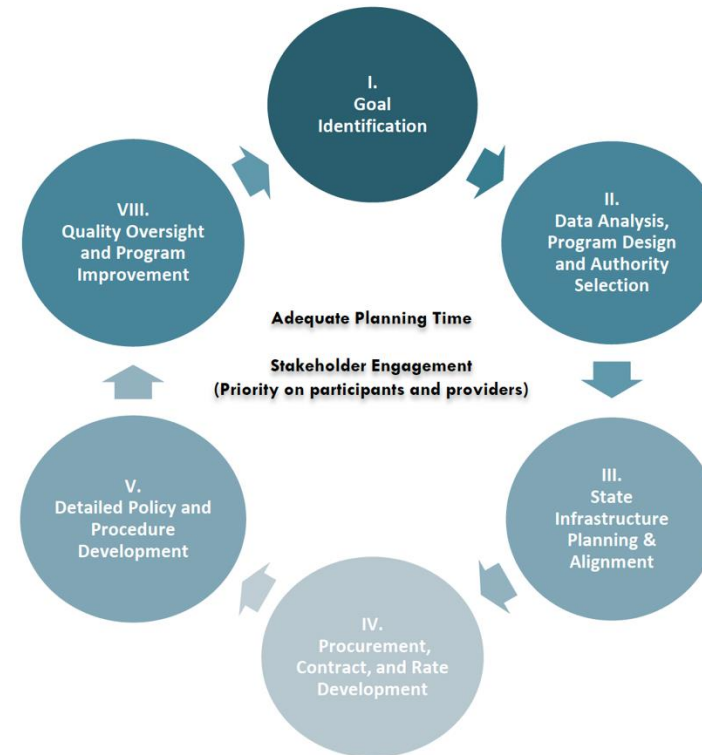 I.
Goal
Identification
II.
Data Analysis,
Program Design
and Authority
Selection
III.
State
Infrastructure
Planning &
Alignment
IV.
Procurement,
Contract, and Rate
Development
V.
Detailed Policy and
Procedure
Development
VIII.
Quality Oversight
and Program
Improvement
Adequate Planning Time
Stakeholder Engagement
(Priority on participants and providers)